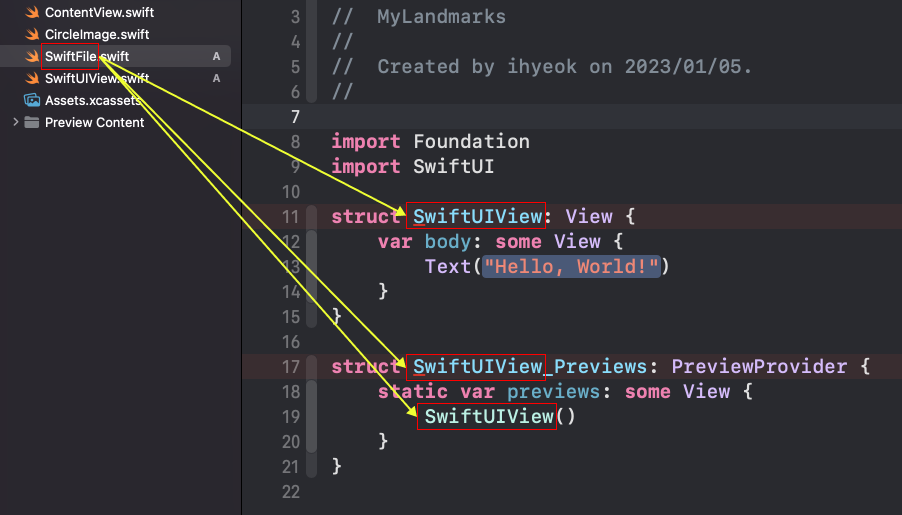 ContentView.swift
CircleImage.swift
SwiftFile.swift A
SwiftUIView.swift A
Assets.xcassets
Preview Content
3 // MyLandmarks
4 //
5 // Created by ihyeok on 2023/01/05.
6 //
7
8 import Foundation
9 import SwiftUI
10
11 struct SwiftUIView: View {
12 var body: some View {
13 Text("Hello, World!")
14 }
15 }
16
17 struct SwiftUIView_Previews: PreviewProvider {
18 static var previews: some View {
19 SwiftUIView()
20 }
21 }
22